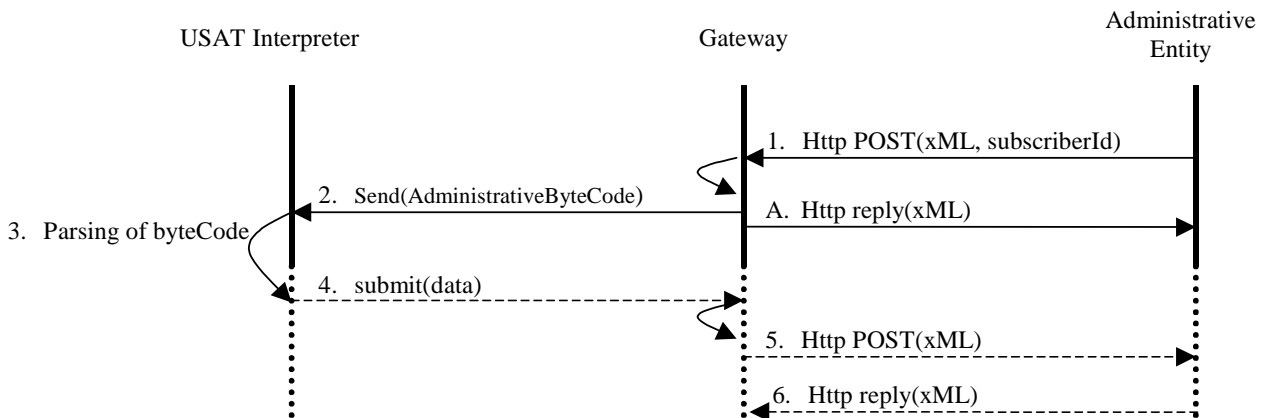 USAT Interpreter
Gateway
Administrative
Entity
1. Http POST(xML, subscriberId)
2. Send(AdministrativeByteCode)
A. Http reply(xML)
3. Parsing of byteCode
4. submit(data)
5. Http POST(xML)
6. Http reply(xML)